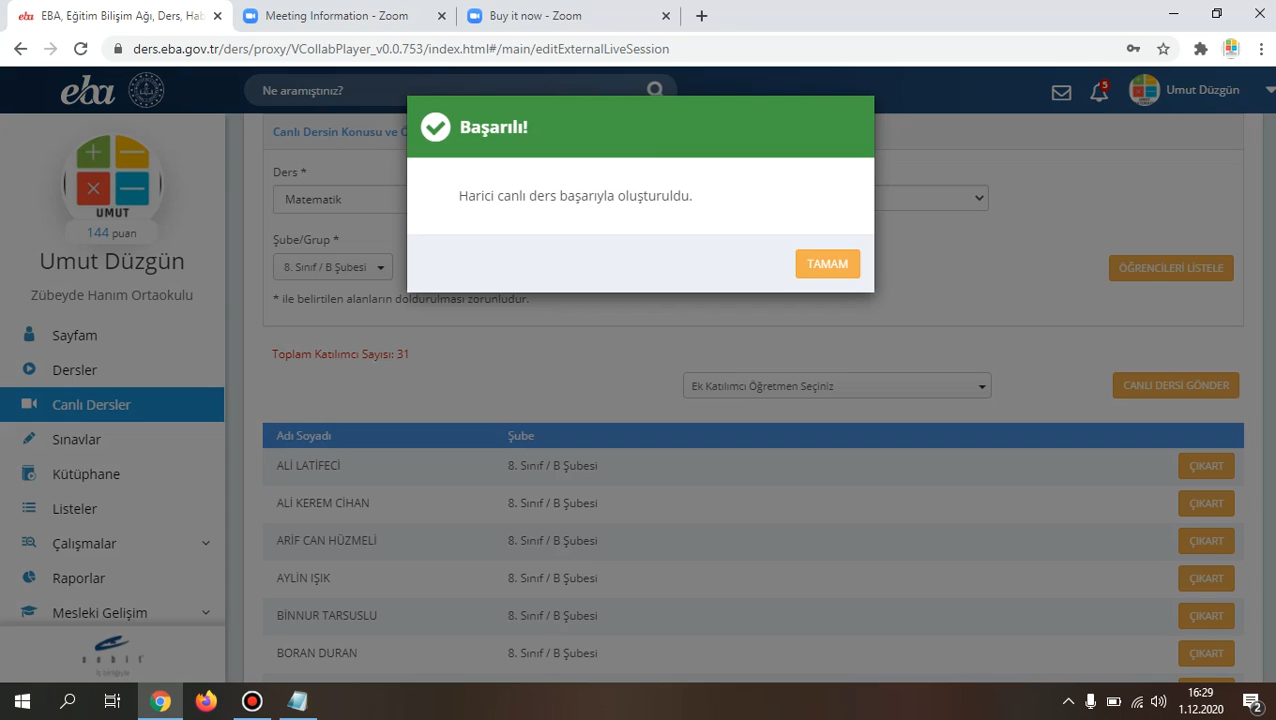 EBA, Eğitim Bilişim Ağı, Ders, Hab
Meeting Information - Zoom
Buy it now - Zoom
ders.eba.gov.tr/ders/proxy/VCollabPlayer_v0.0.753/index.html#/main/editExternalLiveSession
eba
Ne aramıştınız?
5
Umut Düzgün
UMUT
144 puan
Umut Düzgün
Zübeyde Hanım Ortaokulu
Sayfam
Dersler
Canlı Dersler
Sınavlar
Kütüphane
Listeler
Çalışmalar
Raporlar
Mesleki Gelişim
sebit
iş birliğiyle
Canlı Dersin Konusu ve Ö
Ders *
Matematik
Şube/Grup *
8. Sınıf / B Şubesi
ÖĞRENCİLERİ LİSTELE
* ile belirtilen alanların doldurulması zorunludur.
Başarılı!
Harici canlı ders başarıyla oluşturuldu.
TAMAM
Toplam Katılımcı Sayısı: 31
Ek Katılımcı Öğretmen Seçiniz
CANLI DERSİ GÖNDER
Adı Soyadı Şube
ALİ LATİFECİ 8. Sınıf / B Şubesi ÇIKART
ALİ KEREM CİHAN 8. Sınıf / B Şubesi ÇIKART
ARİF CAN HÜZMELİ 8. Sınıf / B Şubesi ÇIKART
AYLİN IŞIK 8. Sınıf / B Şubesi ÇIKART
BİNNUR TARSUSLU 8. Sınıf / B Şubesi ÇIKART
BORAN DURAN 8. Sınıf / B Şubesi ÇIKART
16:29
1.12.2020
2